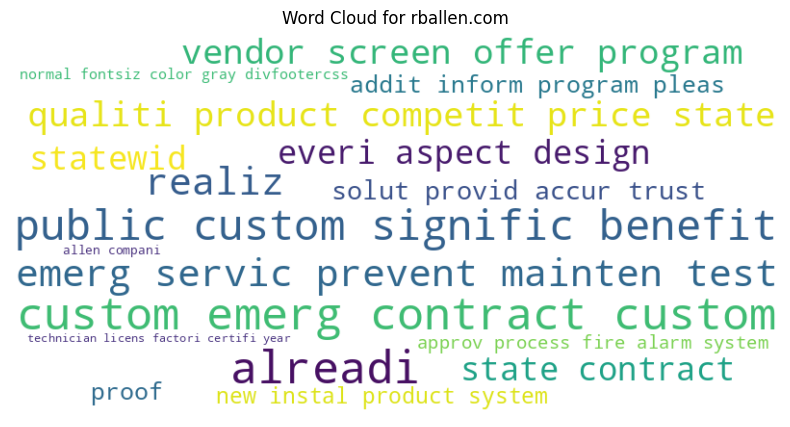 Word Cloud for rballen.com
vendor screen offer program
normal fontsiz color gray divfootercss
addit inform program pleas
qualiti product competit price state
everi aspect design
statewid
realiz
solut provid accur trust
public custom signific benefit
allen compani
emerg servic prevent mainten test
custom emerg contract custom
technician licens factori certifi year
approv process fire alarm system
alreadi
state contract
proof
new instal product system